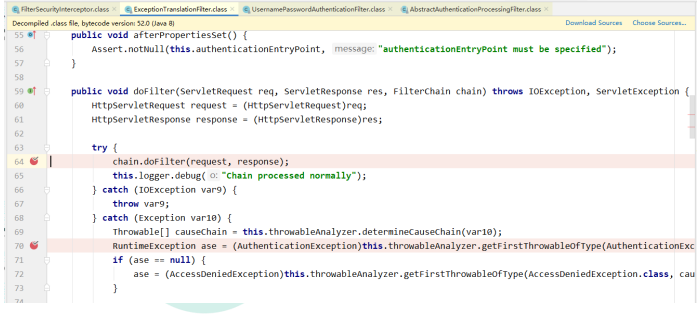 FilterSecurityInterceptor.class × ExceptionTranslationFilter.class × UsernamePasswordAuthenticationFilter.class × AbstractAuthenticationProcessingFilter.class ×
Decompiled .class file, bytecode version: 52.0 (Java 8) Download Sources Choose Sources...
55 public void afterPropertiesSet() {
56 Assert.notNull(this.authenticationEntryPoint, message: "authenticationEntryPoint must be specified");
57 }
58
59 public void doFilter(ServletRequest req, ServletResponse res, FilterChain chain) throws IOException, ServletException {
60 HttpServletRequest request = (HttpServletRequest)req;
61 HttpServletResponse response = (HttpServletResponse)res;
62
63 try {
64 chain.doFilter(request, response);
65 this.logger.debug( o: "Chain processed normally");
66 } catch (IOException var9) {
67 throw var9;
68 } catch (Exception var10) {
69 Throwable[] causeChain = this.throwableAnalyzer.determineCauseChain(var10);
70 RuntimeException ase = (AuthenticationException)this.throwableAnalyzer.getFirstThrowableOfType(AuthenticationExc
71 if (ase == null) {
72 ase = (AccessDeniedException)this.throwableAnalyzer.getFirstThrowableOfType(AccessDeniedException.class, cau
73 }
74